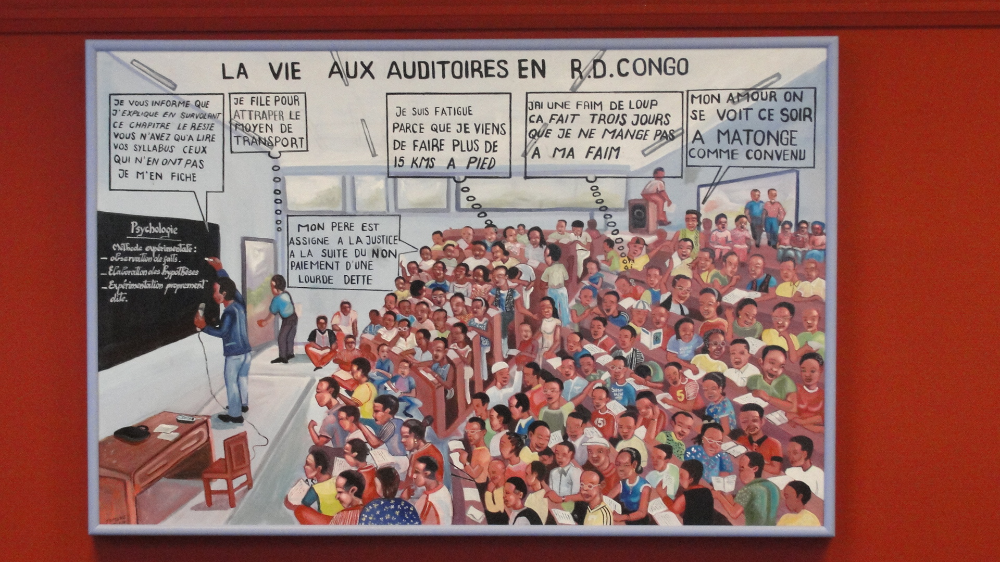 LA VIE AUX AUDITOIRES EN R.D.CONGO
JE VOUS INFORME QUE
J'EXPLIQUE EN SURVOLANT
CE CHAPITRE LE RESTE
VOUS N'AVEZ QU'A LIRE
VOS SYLLABUS CEUX
QUI N'EN ONT PAS
JE M'EN FICHE
JE FILE POUR
ATTRAPER LE
MOYEN DE
TRANSPORT
JE SUIS FATIGUE
PARCE QUE JE VIENS
DE FAIRE PLUS DE
15 KMS A PIED
J'AI UNE FAIM DE LOUP
CA FAIT TROIS JOURS
QUE JE NE MANGE PAS
A MA FAIM
MON AMOUR ON
SE VOIT CE SOIR
A MATONGE
COMME CONVENU
MON PERE EST
ASSIGNE A LA JUSTICE
A LA SUITE DU NON
PAIEMENT D'UNE
LOURDE DETTE
Psychologie
Méthode expérimentale:
– observation de faits.
– Elaboration des hypothèses
– Expérimentation proprement
dite.
5
5